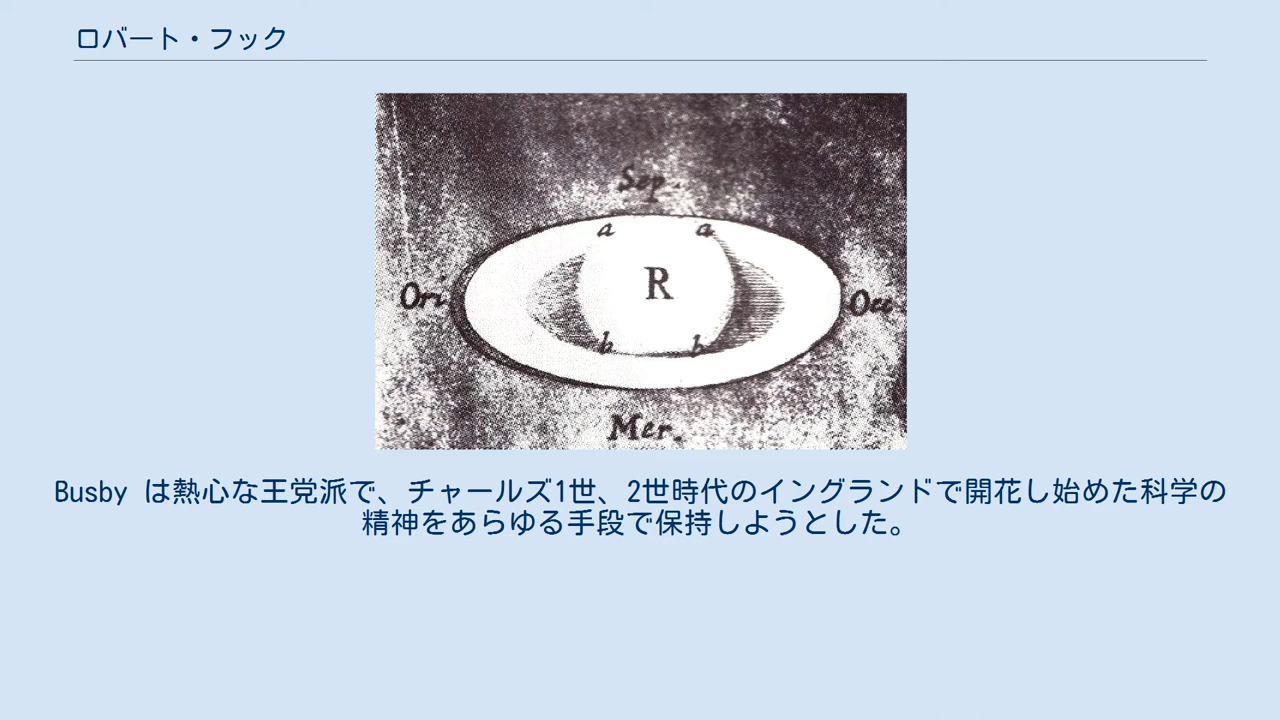 ロバート・フック
Sep.
a a
R
Ori.
Occ.
b b
Mer.
Busby は熱心な王党派で、チャールズ1世、2世時代のイングランドで開花し始めた科学の
精神をあらゆる手段で保持しようとした。